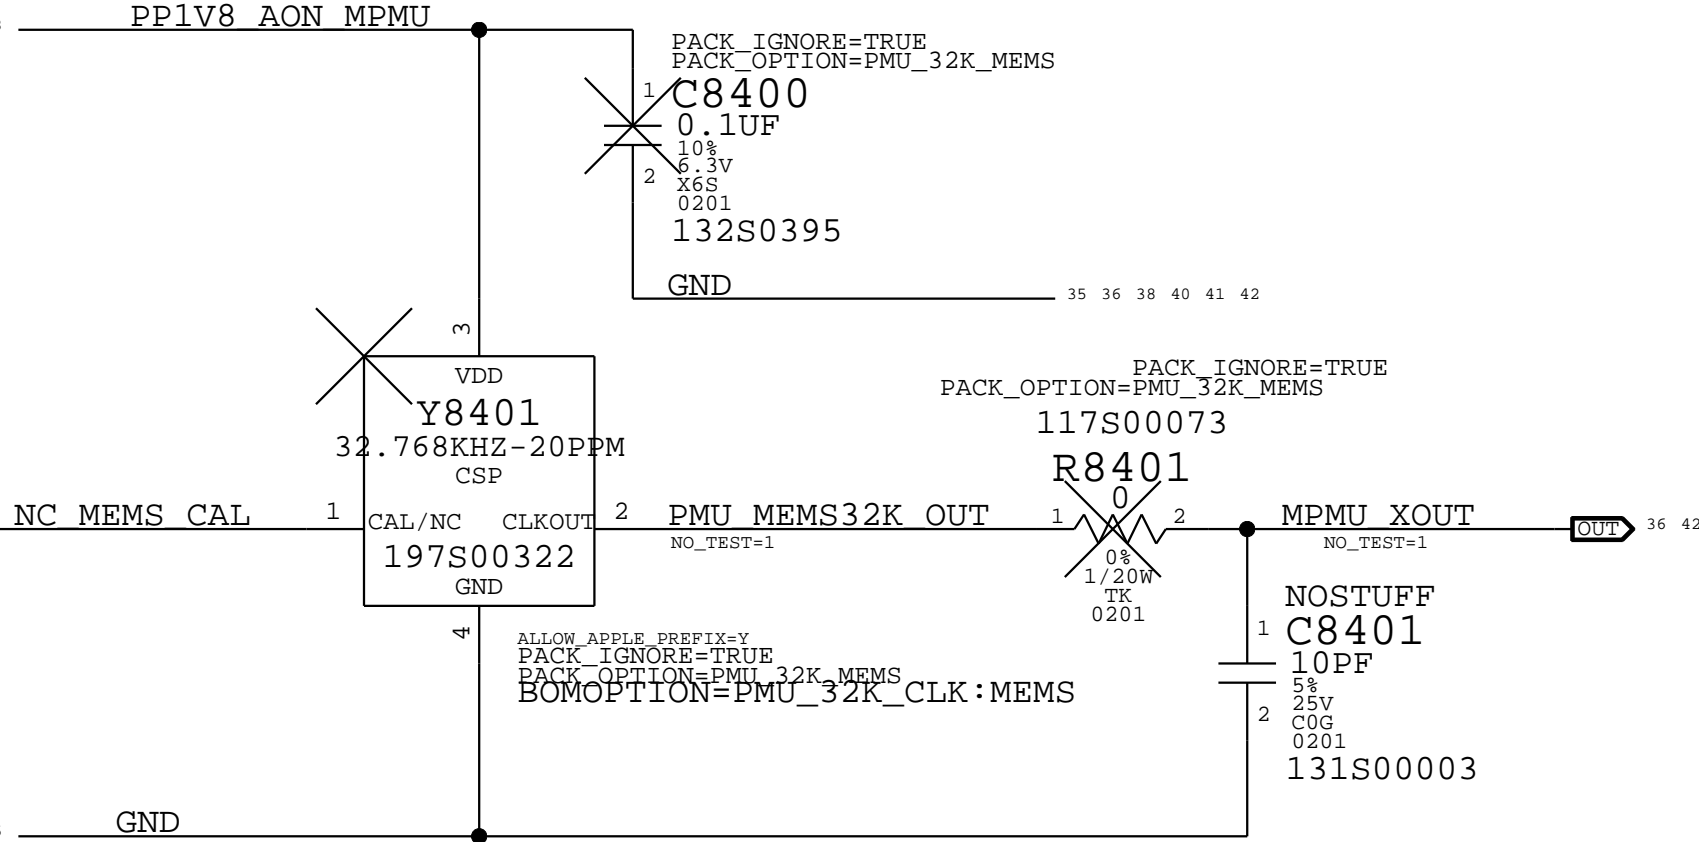 PP1V8_AON_MPMU
PACK_IGNORE=TRUE
PACK_OPTION=PMU_32K_MEMS
1
C8400
0.1UF
10%
6.3V
2
X6S
0201
132S0395
GND
35 36 38 40 41 42
3
VDD
Y8401
32.768KHZ-20PPM
CSP
NC_MEMS_CAL
1
CAL/NC
CLKOUT
2
197S00322
GND
4
PMU_MEMS32K_OUT
NO_TEST=1
PACK_IGNORE=TRUE
PACK_OPTION=PMU_32K_MEMS
117S00073
R8401
0
1
2
0%
1/20W
TK
0201
MPMU_XOUT
NO_TEST=1
OUT
36 42
ALLOW_APPLE_PREFIX=Y
PACK_IGNORE=TRUE
PACK_OPTION=PMU_32K_MEMS
BOMOPTION=PMU_32K_CLK:MEMS
NOSTUFF
1
C8401
10PF
5%
25V
2
C0G
0201
131S00003
GND